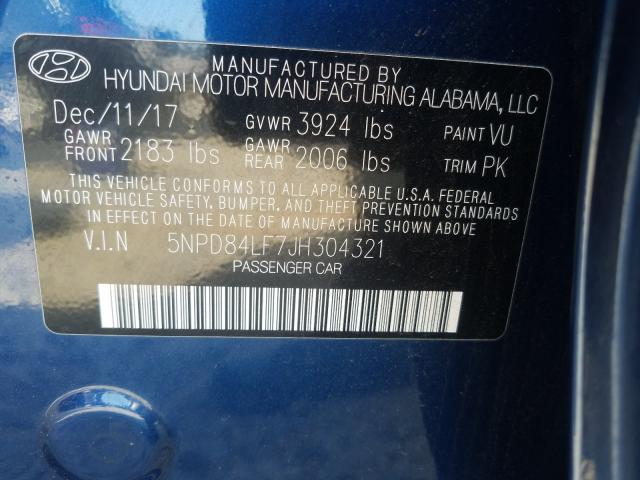 MANUFACTURED BY
HYUNDAI MOTOR MANUFACTURING ALABAMA, LLC
Dec/11/17 GVWR 3924 lbs PAINT VU
GAWR FRONT 2183 lbs GAWR REAR 2006 lbs TRIM PK
THIS VEHICLE CONFORMS TO ALL APPLICABLE U.S.A. FEDERAL
MOTOR VEHICLE SAFETY, BUMPER, AND THEFT PREVENTION STANDARDS
IN EFFECT ON THE DATE OF MANUFACTURE SHOWN ABOVE.
V.I.N 5NPD84LF7JH304321
PASSENGER CAR